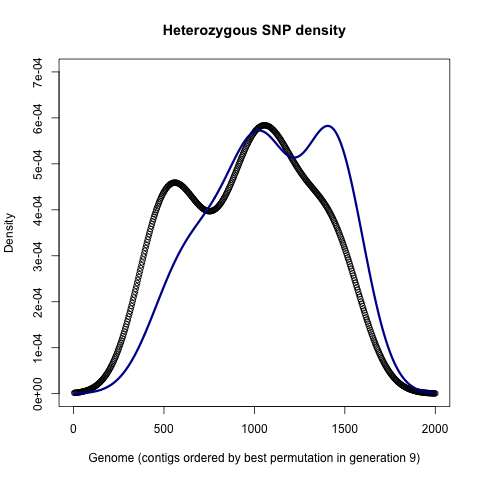 Heterozygous SNP density
Density
7e-04
6e-04
5e-04
4e-04
3e-04
2e-04
1e-04
0e+00
0 500 1000 1500 2000
Genome (contigs ordered by best permutation in generation 9)